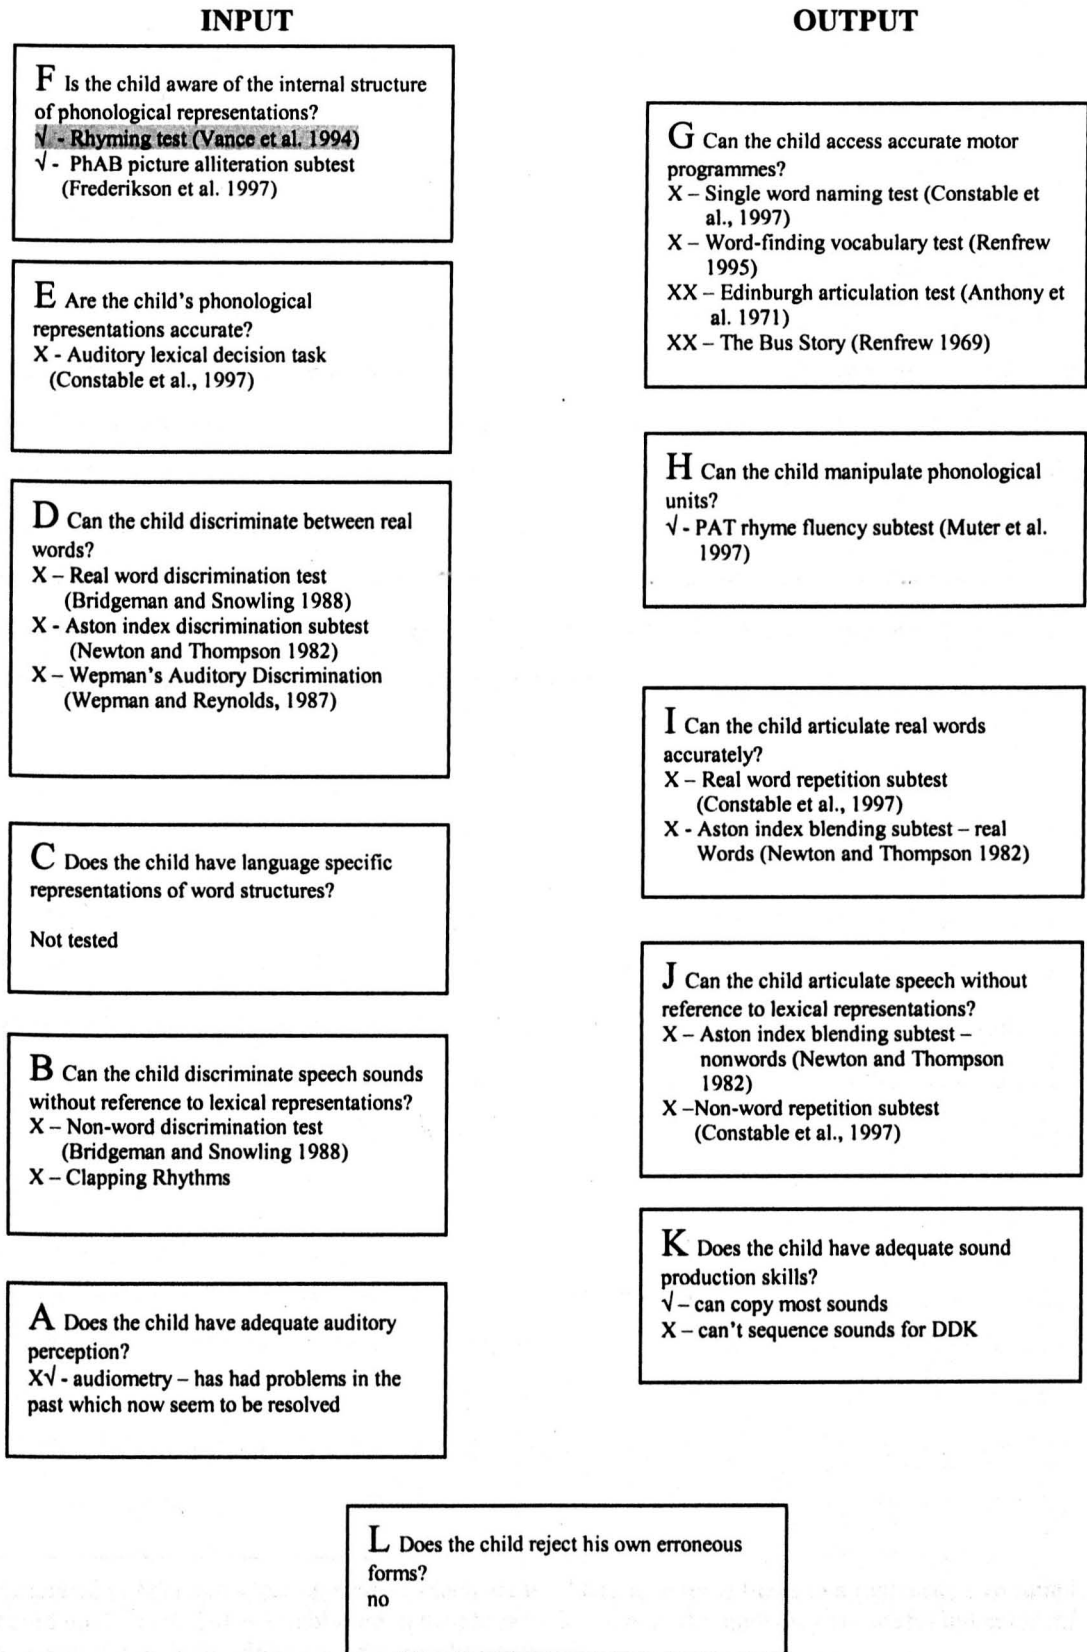 INPUT
F Is the child aware of the internal structure
of phonological representations?
√ - Rhyming test (Vance et al. 1994)
√ - PhAB picture alliteration subtest
(Frederikson et al. 1997)
E Are the child's phonological
representations accurate?
X - Auditory lexical decision task
(Constable et al., 1997)
D Can the child discriminate between real
words?
X – Real word discrimination test
(Bridgeman and Snowling 1988)
X - Aston index discrimination subtest
(Newton and Thompson 1982)
X – Wepman's Auditory Discrimination
(Wepman and Reynolds, 1987)
C Does the child have language specific
representations of word structures?
Not tested
B Can the child discriminate speech sounds
without reference to lexical representations?
X – Non-word discrimination test
(Bridgeman and Snowling 1988)
X – Clapping Rhythms
A Does the child have adequate auditory
perception?
X√ - audiometry – has had problems in the
past which now seem to be resolved
OUTPUT
G Can the child access accurate motor
programmes?
X – Single word naming test (Constable et
al., 1997)
X – Word-finding vocabulary test (Renfrew
1995)
XX – Edinburgh articulation test (Anthony et
al. 1971)
XX – The Bus Story (Renfrew 1969)
H Can the child manipulate phonological
units?
√ - PAT rhyme fluency subtest (Muter et al.
1997)
I Can the child articulate real words
accurately?
X – Real word repetition subtest
(Constable et al., 1997)
X - Aston index blending subtest – real
Words (Newton and Thompson 1982)
J Can the child articulate speech without
reference to lexical representations?
X – Aston index blending subtest –
nonwords (Newton and Thompson
1982)
X –Non-word repetition subtest
(Constable et al., 1997)
K Does the child have adequate sound
production skills?
√ – can copy most sounds
X – can't sequence sounds for DDK
L Does the child reject his own erroneous
forms?
no